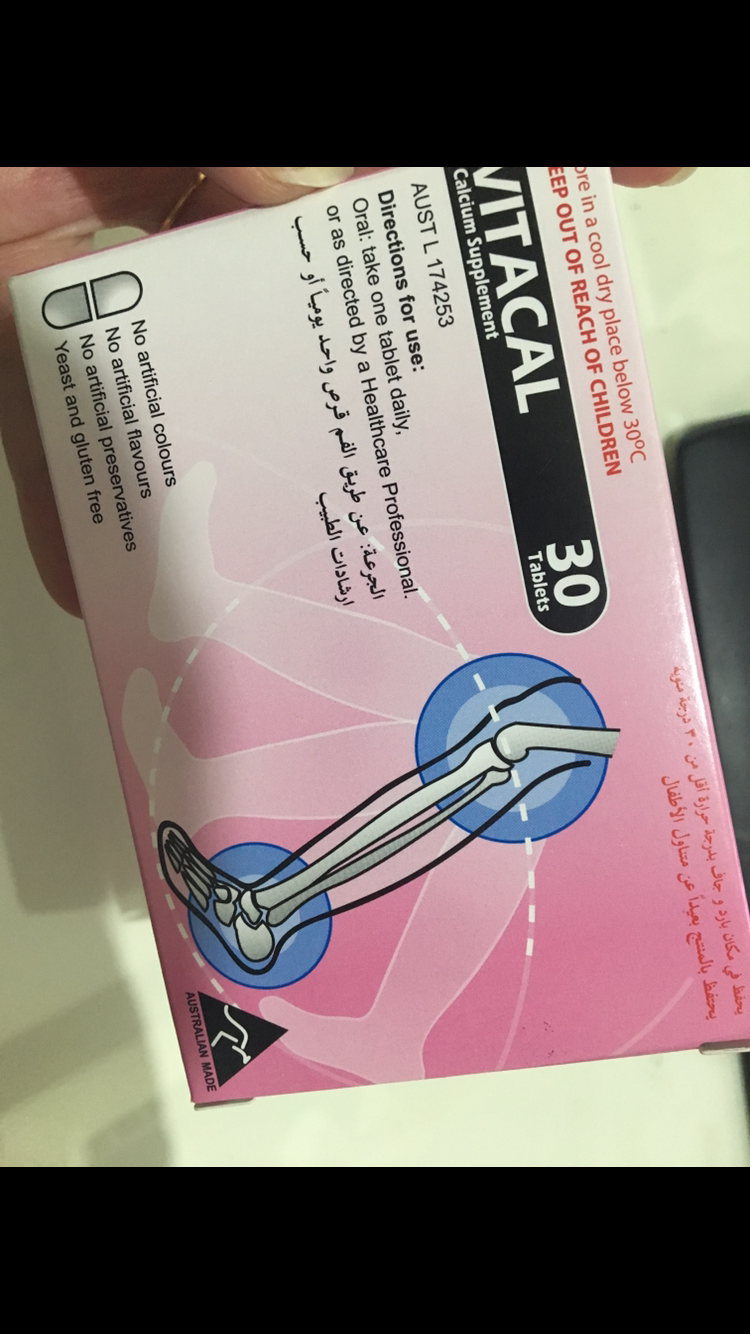 ore in a cool dry place below 30ºC
EEP OUT OF REACH OF CHILDREN
يحفظ في مكان بارد و جاف بدرجة حرارة اقل من ٣٠ درجة مئوية
يحتفظ بالمنتج بعيداً عن متناول الأطفال
VITACAL
Calcium Supplement
30
Tablets
AUST L 174253
Directions for use:
Oral: take one tablet daily,
or as directed by a Healthcare Professional.
الجرعة: عن طريق الفم قرص واحد يومياً أو حسب
ارشادات الطبيب
No artificial colours
No artificial flavours
No artificial preservatives
Yeast and gluten free
AUSTRALIAN MADE